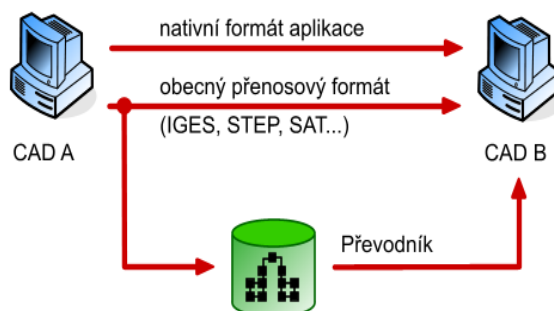 nativní formát aplikace
obecný přenosový formát
(IGES, STEP, SAT...)
CAD A
CAD B
Převodník